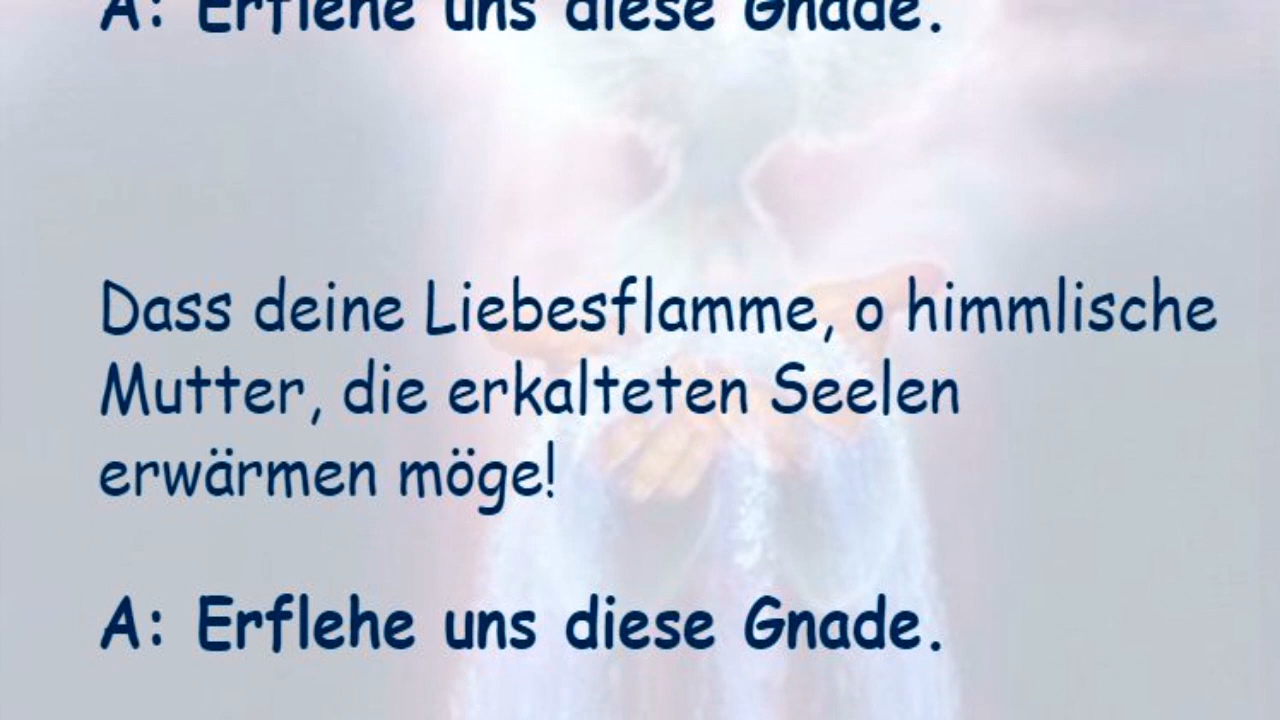 A: Erflehe uns diese Gnade.
Dass deine Liebesflamme, o himmlische
Mutter, die erkalteten Seelen
erwärmen möge!
A: Erflehe uns diese Gnade.